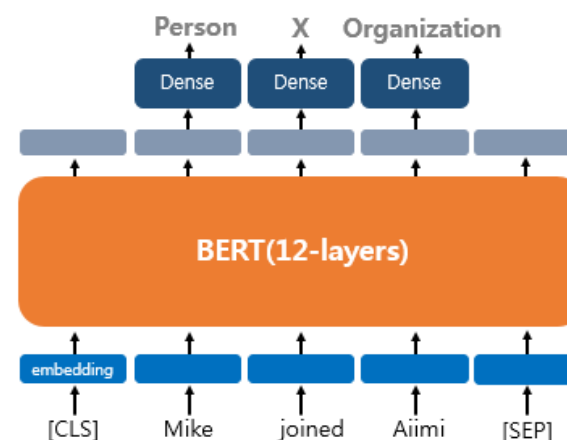 Person X Organization
Dense Dense Dense
BERT(12-layers)
embedding
[CLS] Mike joined Aiimi [SEP]